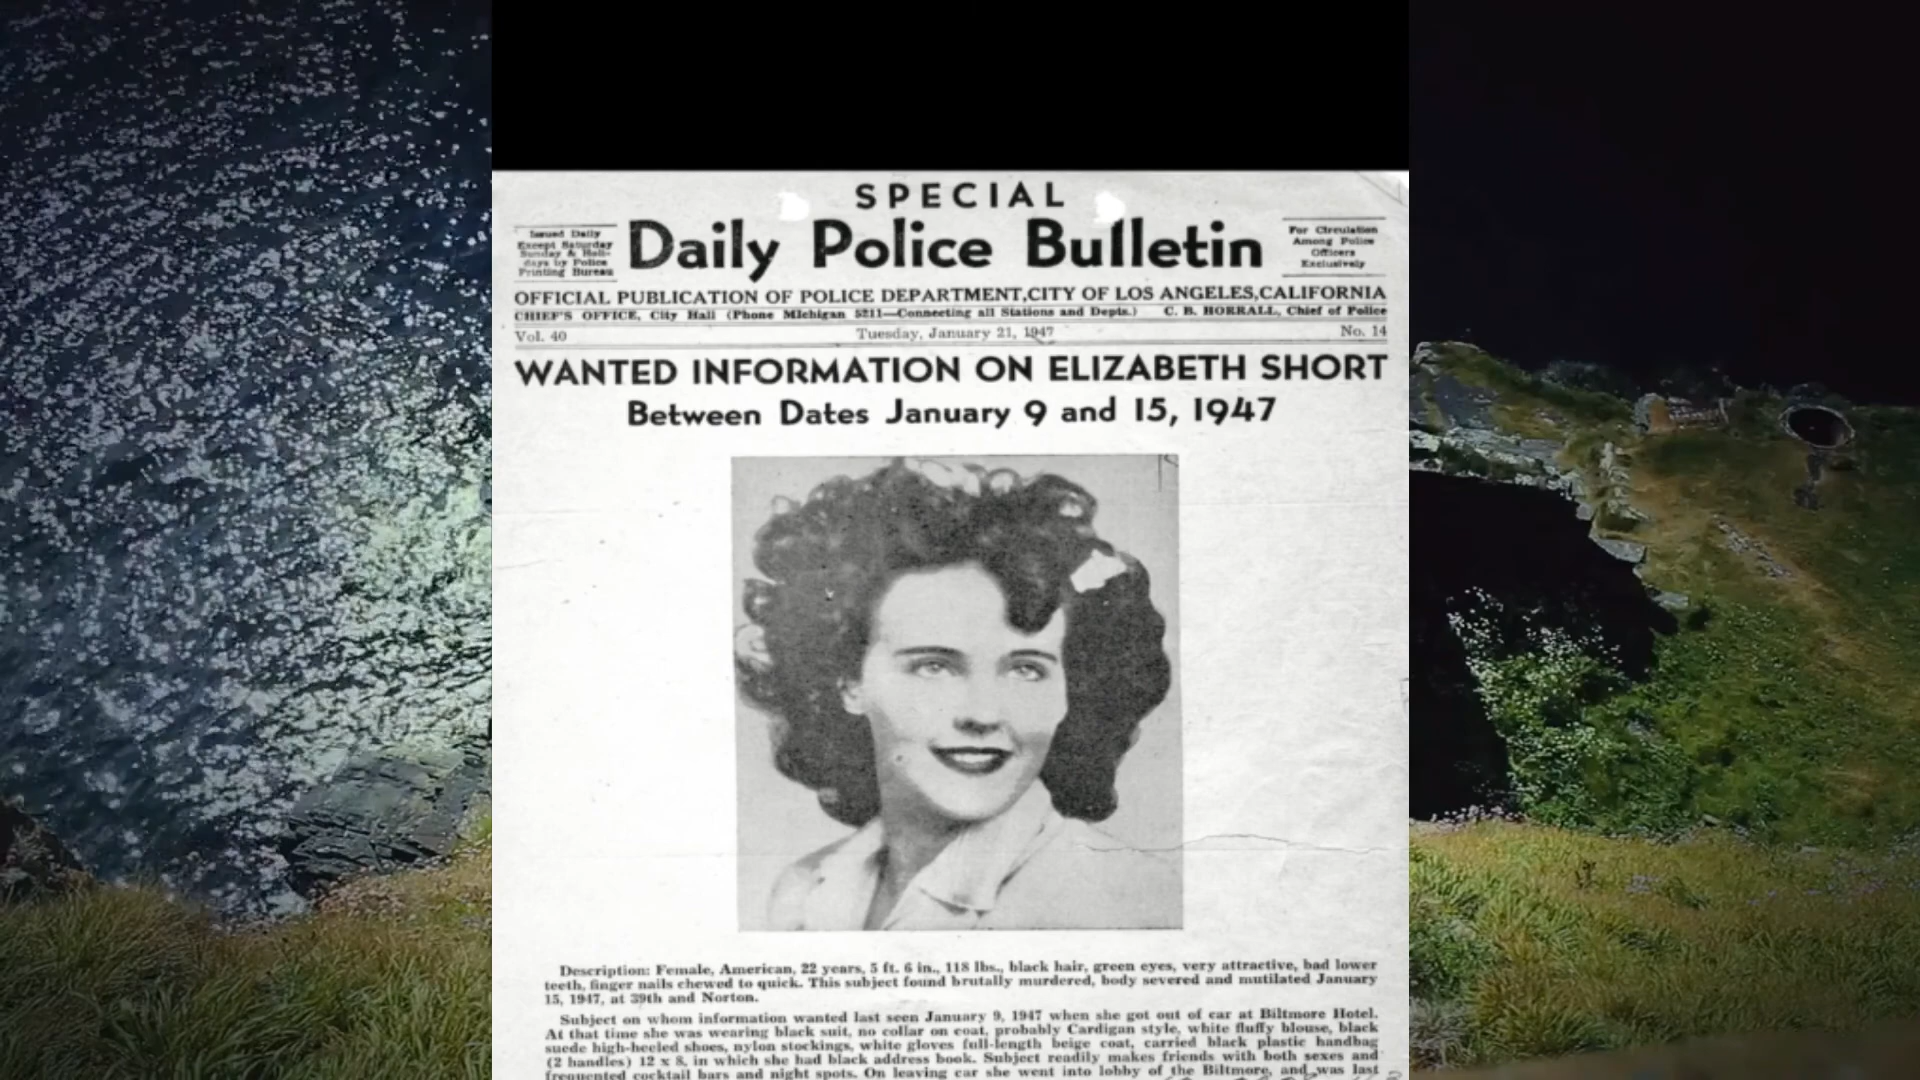 SPECIAL
Issued Daily
Except Saturday
Sunday & Holi-
days by Police
Printing Bureau
Daily Police Bulletin
For Circulation
Among Police
Officers
Exclusively
OFFICIAL PUBLICATION OF POLICE DEPARTMENT,CITY OF LOS ANGELES,CALIFORNIA
CHIEF'S OFFICE, City Hall (Phone MIchigan 5211—Connecting all Stations and Depts.) C. B. HORRALL, Chief of Police
Vol. 40 Tuesday, January 21, 1947 No. 14
WANTED INFORMATION ON ELIZABETH SHORT
Between Dates January 9 and 15, 1947
Description: Female, American, 22 years, 5 ft. 6 in., 118 lbs., black hair, green eyes, very attractive, bad lower
teeth, finger nails chewed to quick. This subject found brutally murdered, body severed and mutilated January
15, 1947, at 39th and Norton.
Subject on whom information wanted last seen January 9, 1947 when she got out of car at Biltmore Hotel.
At that time she was wearing black suit, no collar on coat, probably Cardigan style, white fluffy blouse, black
suede high-heeled shoes, nylon stockings, white gloves full-length beige coat, carried black plastic handbag
(2 handles) 12 x 8, in which she had black address book. Subject readily makes friends with both sexes and
frequented cocktail bars and night spots. On leaving car she went into lobby of the Biltmore, and was last